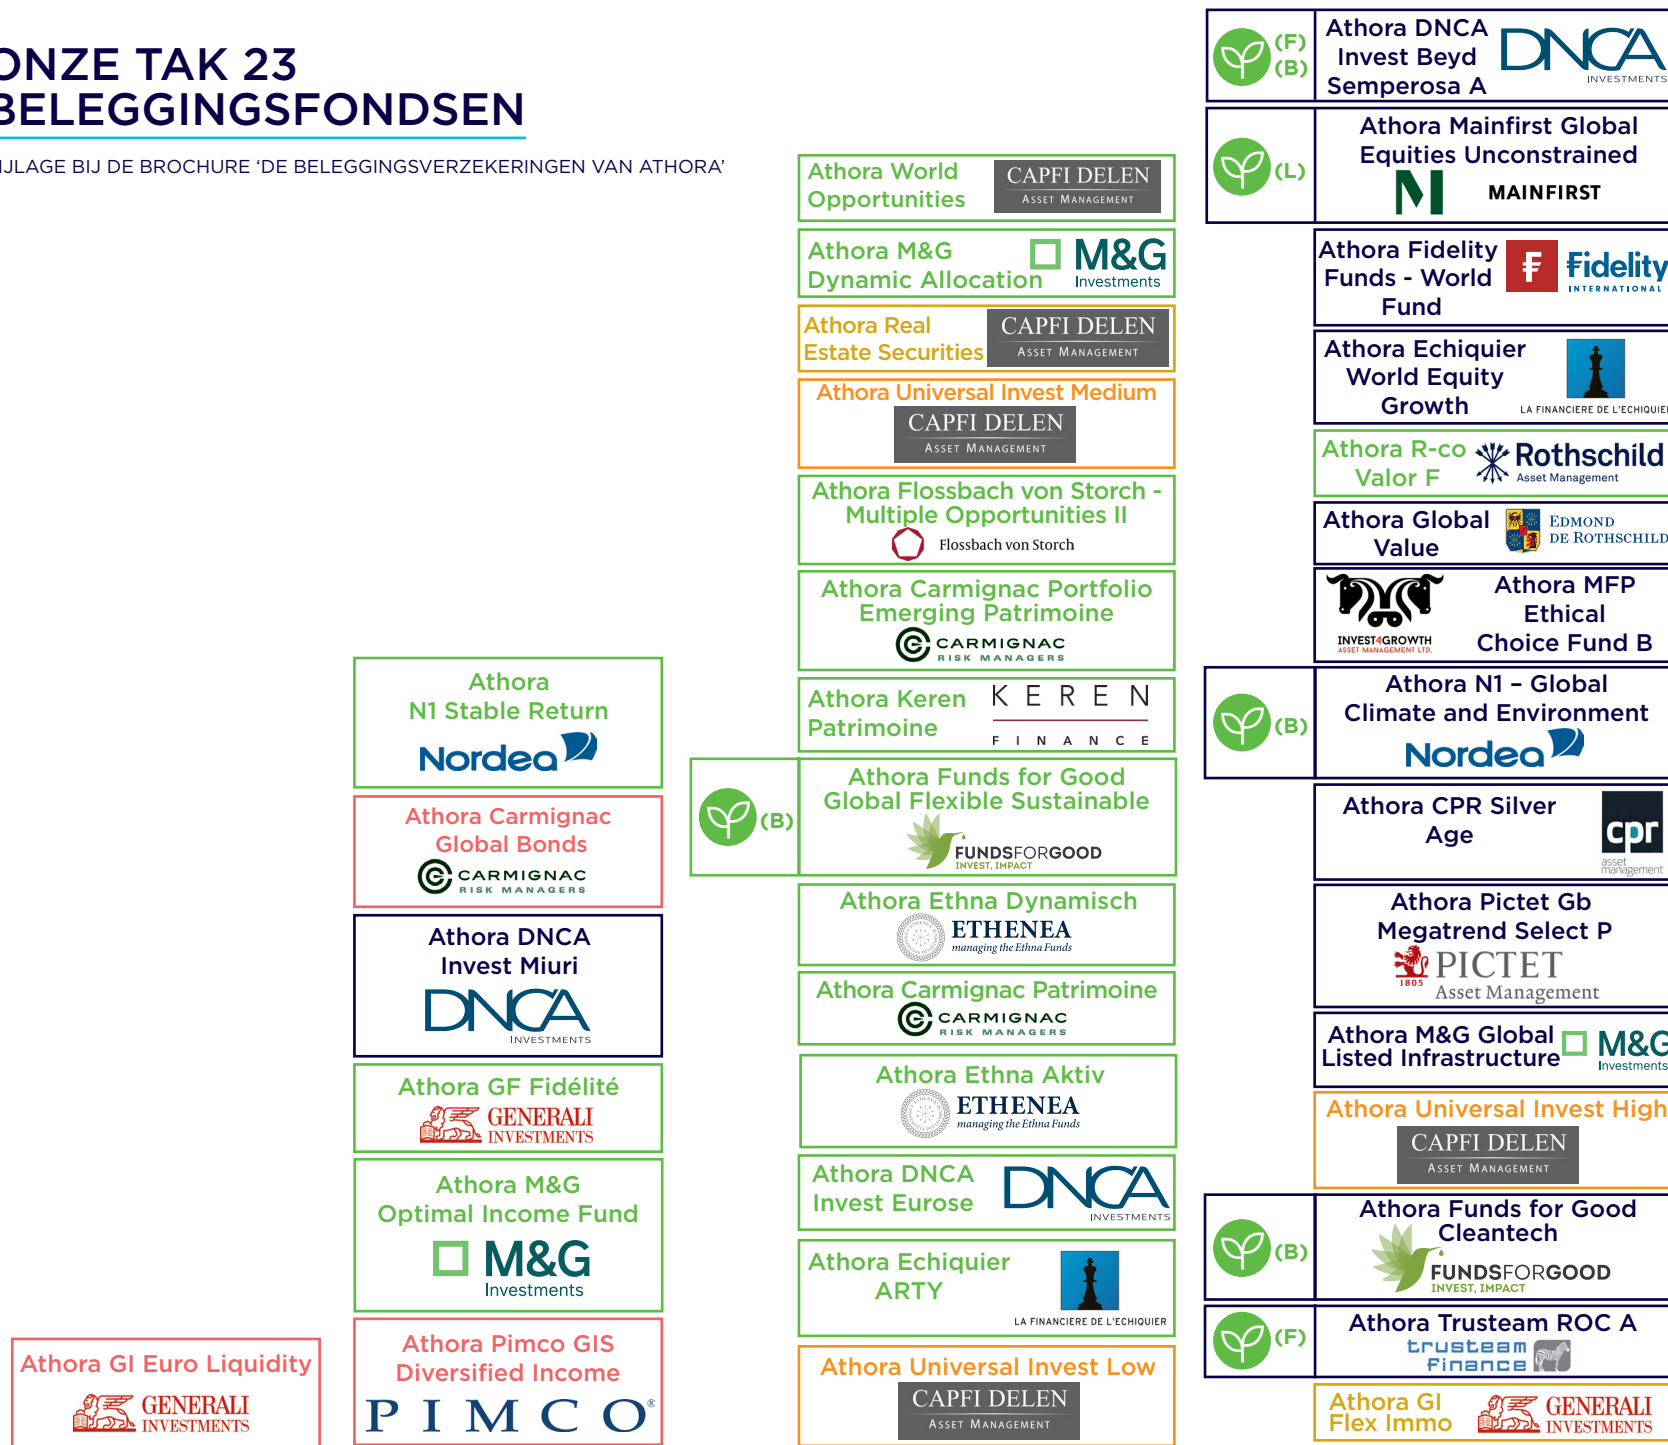 ONZE TAK 23
BELEGGINGSFONDSEN
IJLAGE BIJ DE BROCHURE ‘DE BELEGGINGSVERZEKERINGEN VAN ATHORA’
Athora GI Euro Liquidity
GENERALI
INVESTMENTS
Athora
N1 Stable Return
Nordea
Athora Carmignac
Global Bonds
CARMIGNAC
RISK MANAGERS
Athora DNCA
Invest Miuri
DNCA
INVESTMENTS
Athora GF Fidélité
GENERALI
INVESTMENTS
Athora M&G
Optimal Income Fund
M&G
Investments
Athora Pimco GIS
Diversified Income
PIMCO®
Athora World
Opportunities
CAPFI DELEN
ASSET MANAGEMENT
Athora M&G
Dynamic Allocation
M&G
Investments
Athora Real
Estate Securities
CAPFI DELEN
ASSET MANAGEMENT
Athora Universal Invest Medium
CAPFI DELEN
ASSET MANAGEMENT
Athora Flossbach von Storch -
Multiple Opportunities II
Flossbach von Storch
Athora Carmignac Portfolio
Emerging Patrimoine
CARMIGNAC
RISK MANAGERS
Athora Keren
Patrimoine
KEREN
FINANCE
(B)
Athora Funds for Good
Global Flexible Sustainable
FUNDSFORGOOD
INVEST, IMPACT
Athora Ethna Dynamisch
ETHENEA
managing the Ethna Funds
Athora Carmignac Patrimoine
CARMIGNAC
RISK MANAGERS
Athora Ethna Aktiv
ETHENEA
managing the Ethna Funds
Athora DNCA
Invest Eurose
DNCA
INVESTMENTS
Athora Echiquier
ARTY
LA FINANCIERE DE L'ECHIQUIER
Athora Universal Invest Low
CAPFI DELEN
ASSET MANAGEMENT
(F)
(B)
Athora DNCA
Invest Beyd
Semperosa A
DNCA
INVESTMENTS
(L)
Athora Mainfirst Global
Equities Unconstrained
MAINFIRST
Athora Fidelity
Funds - World
Fund
Fidelity
INTERNATIONAL
Athora Echiquier
World Equity
Growth
LA FINANCIERE DE L'ECHIQUIER
Athora R-co
Valor F
Rothschild
Asset Management
Athora Global
Value
EDMOND
DE ROTHSCHILD
INVEST4GROWTH
ASSET MANAGEMENT LTD.
Athora MFP
Ethical
Choice Fund B
(B)
Athora N1 – Global
Climate and Environment
Nordea
Athora CPR Silver
Age
cpr
asset
management
Athora Pictet Gb
Megatrend Select P
1805
PICTET
Asset Management
Athora M&G Global
Listed Infrastructure
M&G
Investments
Athora Universal Invest High
CAPFI DELEN
ASSET MANAGEMENT
(B)
Athora Funds for Good
Cleantech
FUNDSFORGOOD
INVEST, IMPACT
(F)
Athora Trusteam ROC A
trusteam
finance
Athora GI
Flex Immo
GENERALI
INVESTMENTS